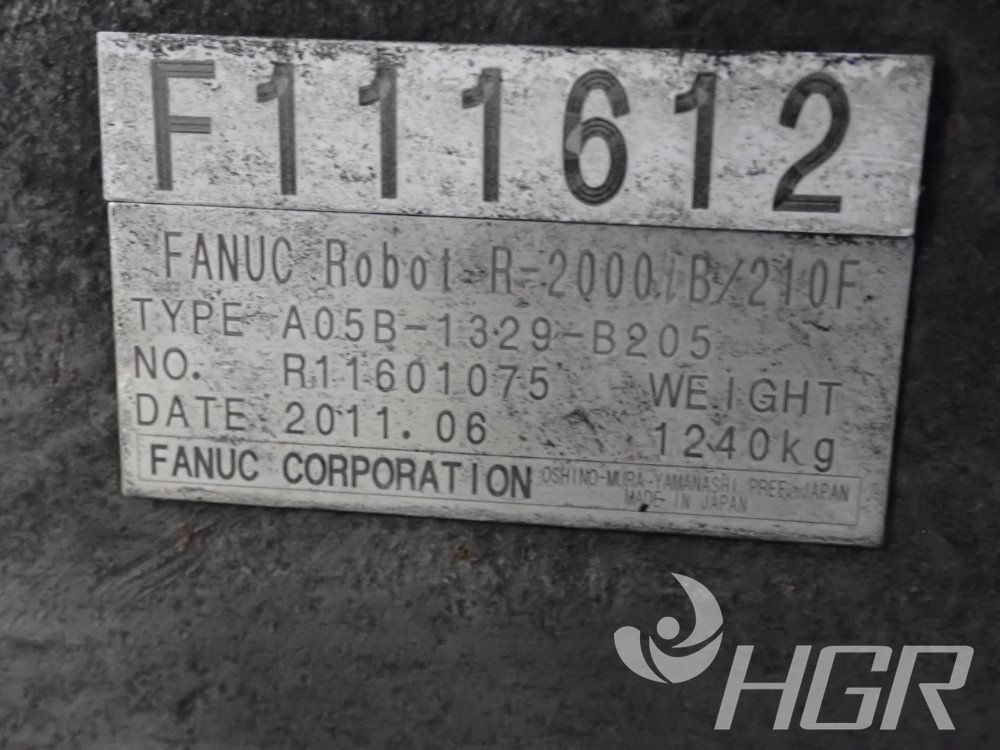 F111612
FANUC Robot R-2000iB/210F
TYPE A05B-1329-B205
NO. R11601075 WEIGHT
DATE 2011.06 1240kg
FANUC CORPORATION OSHINO-MURA YAMANASHI PREF. JAPAN
MADE IN JAPAN
HGR